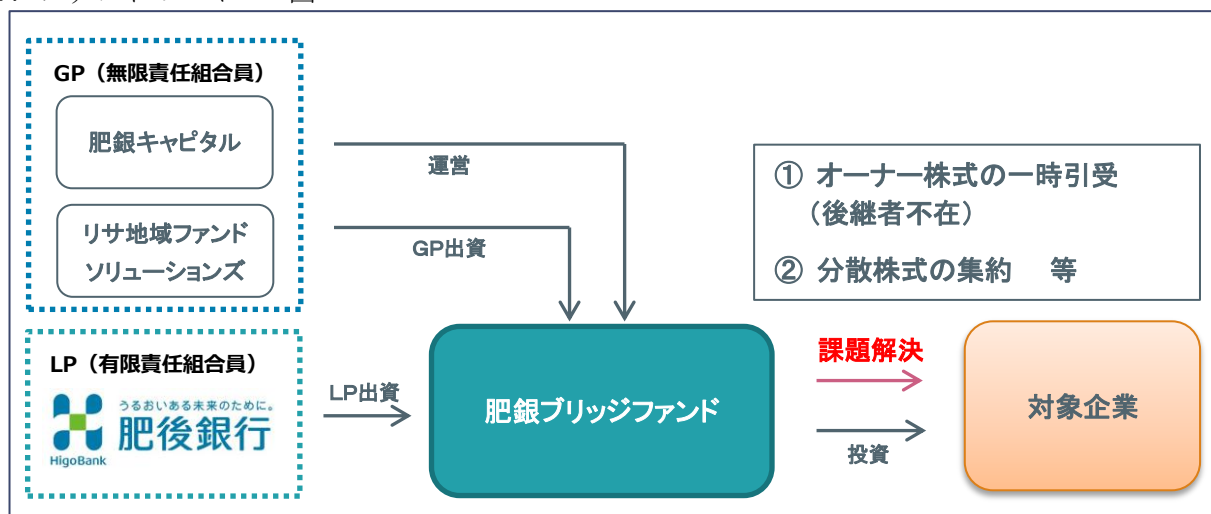 GP（無限責任組合員）
肥銀キャピタル
リサ地域ファンド
ソリューションズ
運営
GP出資
① オーナー株式の一時引受
（後継者不在）
② 分散株式の集約　等
LP（有限責任組合員）
うるおいある未来のために。
肥後銀行
HigoBank
LP出資
肥銀ブリッジファンド
課題解決
投資
対象企業